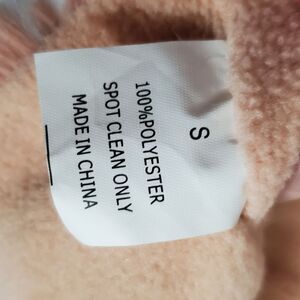 S
100%POLYESTER
SPOT CLEAN ONLY
MADE IN CHINA